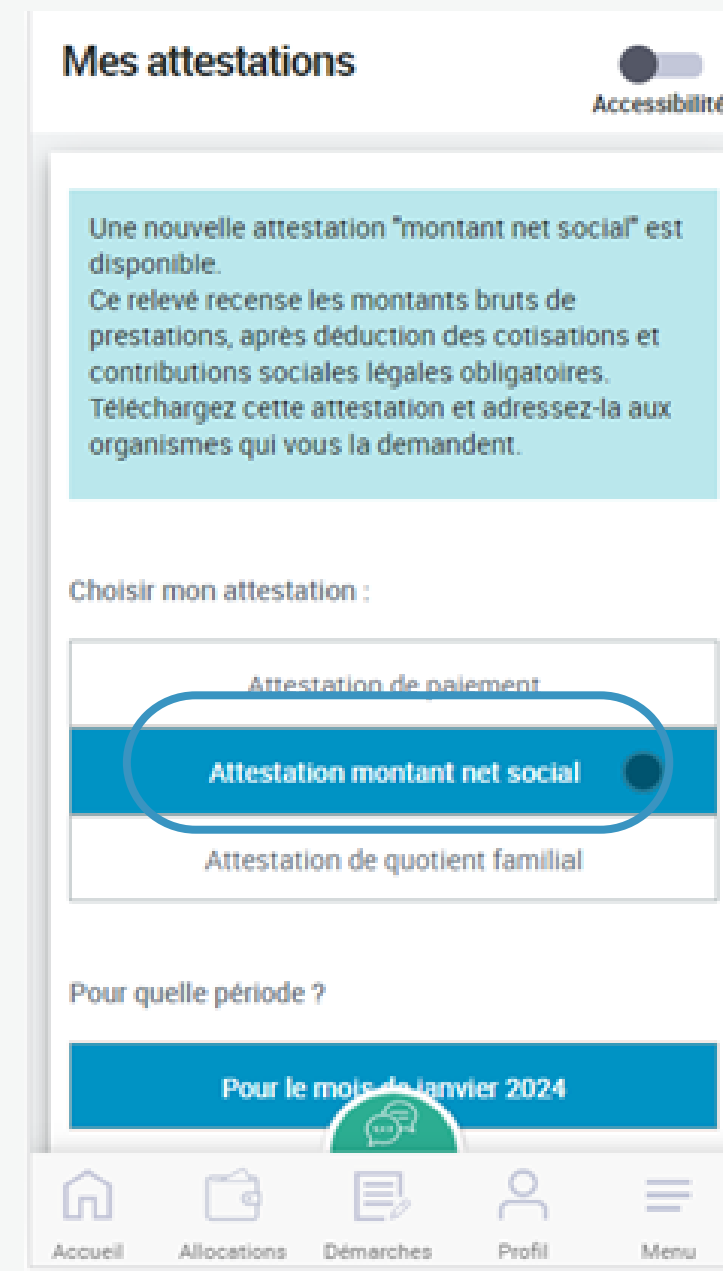 Mes attestations
Accessibilité
Une nouvelle attestation "montant net social" est
disponible.
Ce relevé recense les montants bruts de
prestations, après déduction des cotisations et
contributions sociales légales obligatoires.
Téléchargez cette attestation et adressez-la aux
organismes qui vous la demandent.
Choisir mon attestation :
Attestation de paiement
Attestation montant net social
Attestation de quotient familial
Pour quelle période ?
Pour le mois de janvier 2024
Accueil
Allocations
Démarches
Profil
Menu